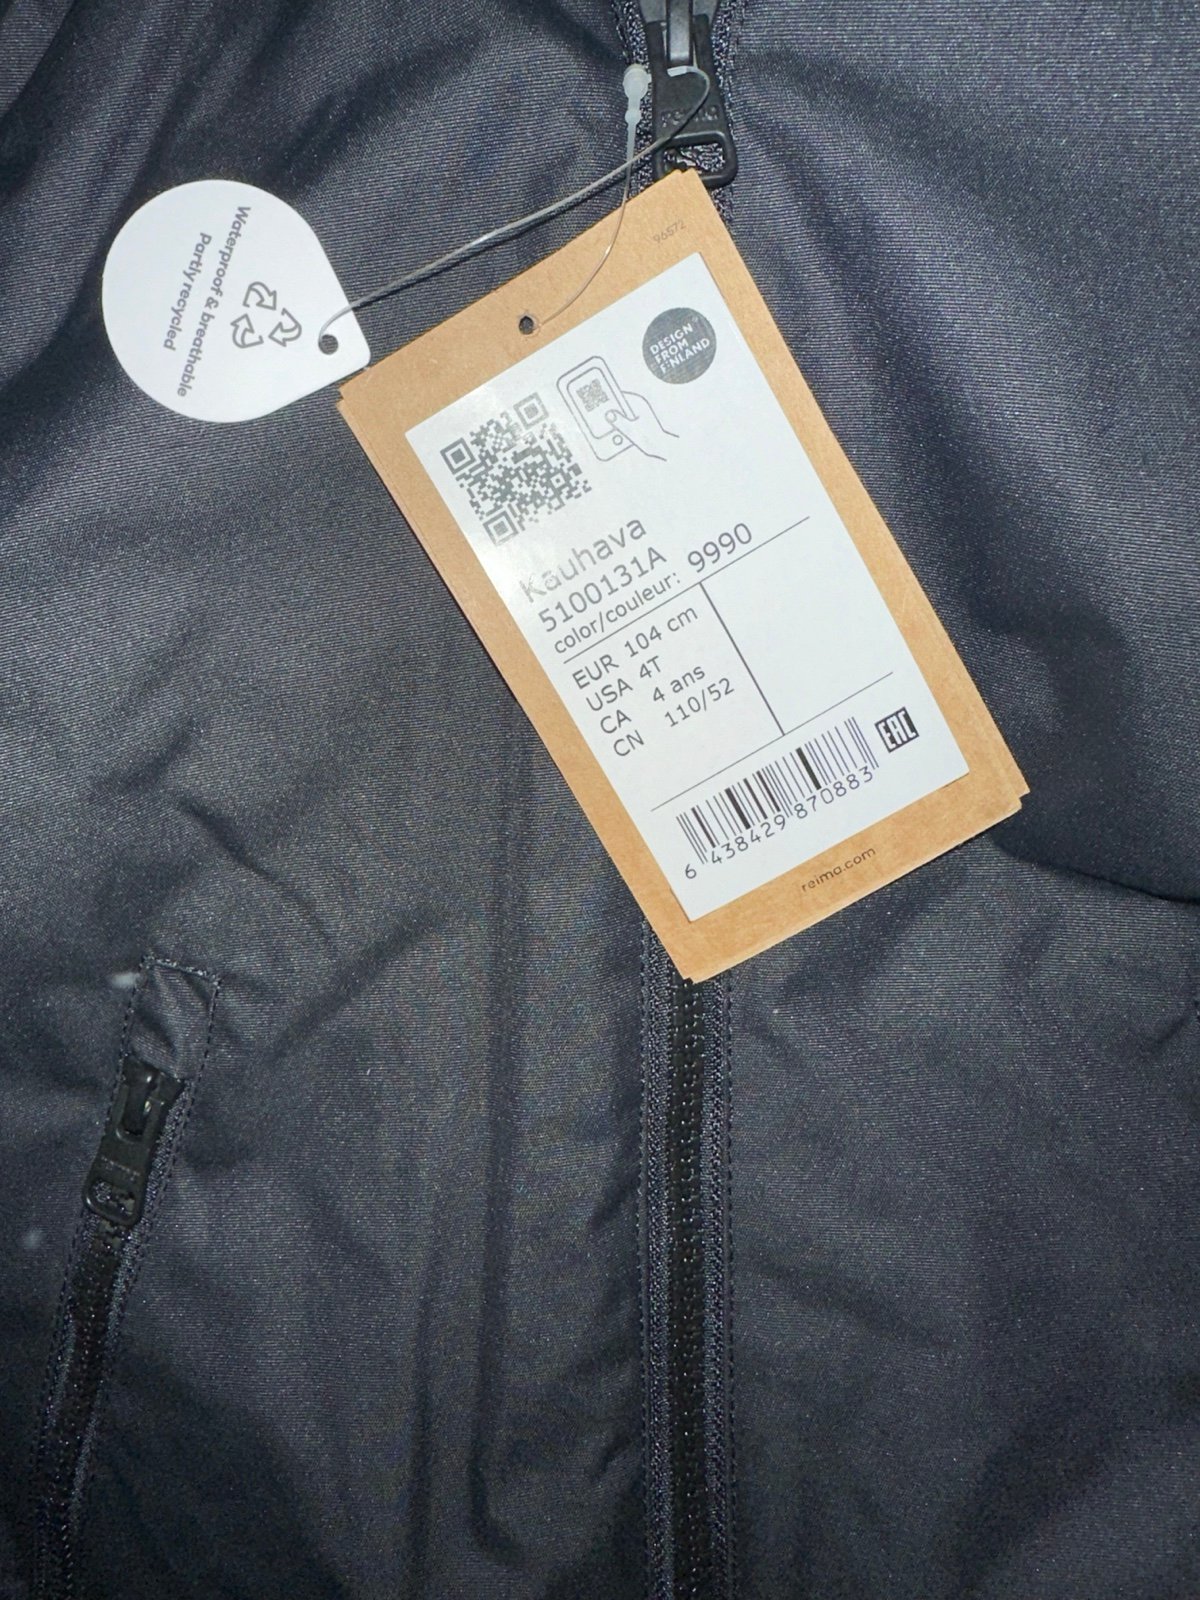 reima
Waterproof & breathable
Partly recycled
96572
DESIGN
FROM
FINLAND
Kauhava
5100131A
color/couleur: 9990
EUR 104 cm
USA 4T
CA 4 ans
CN 110/52
EAC
6 438429 870883
reima.com